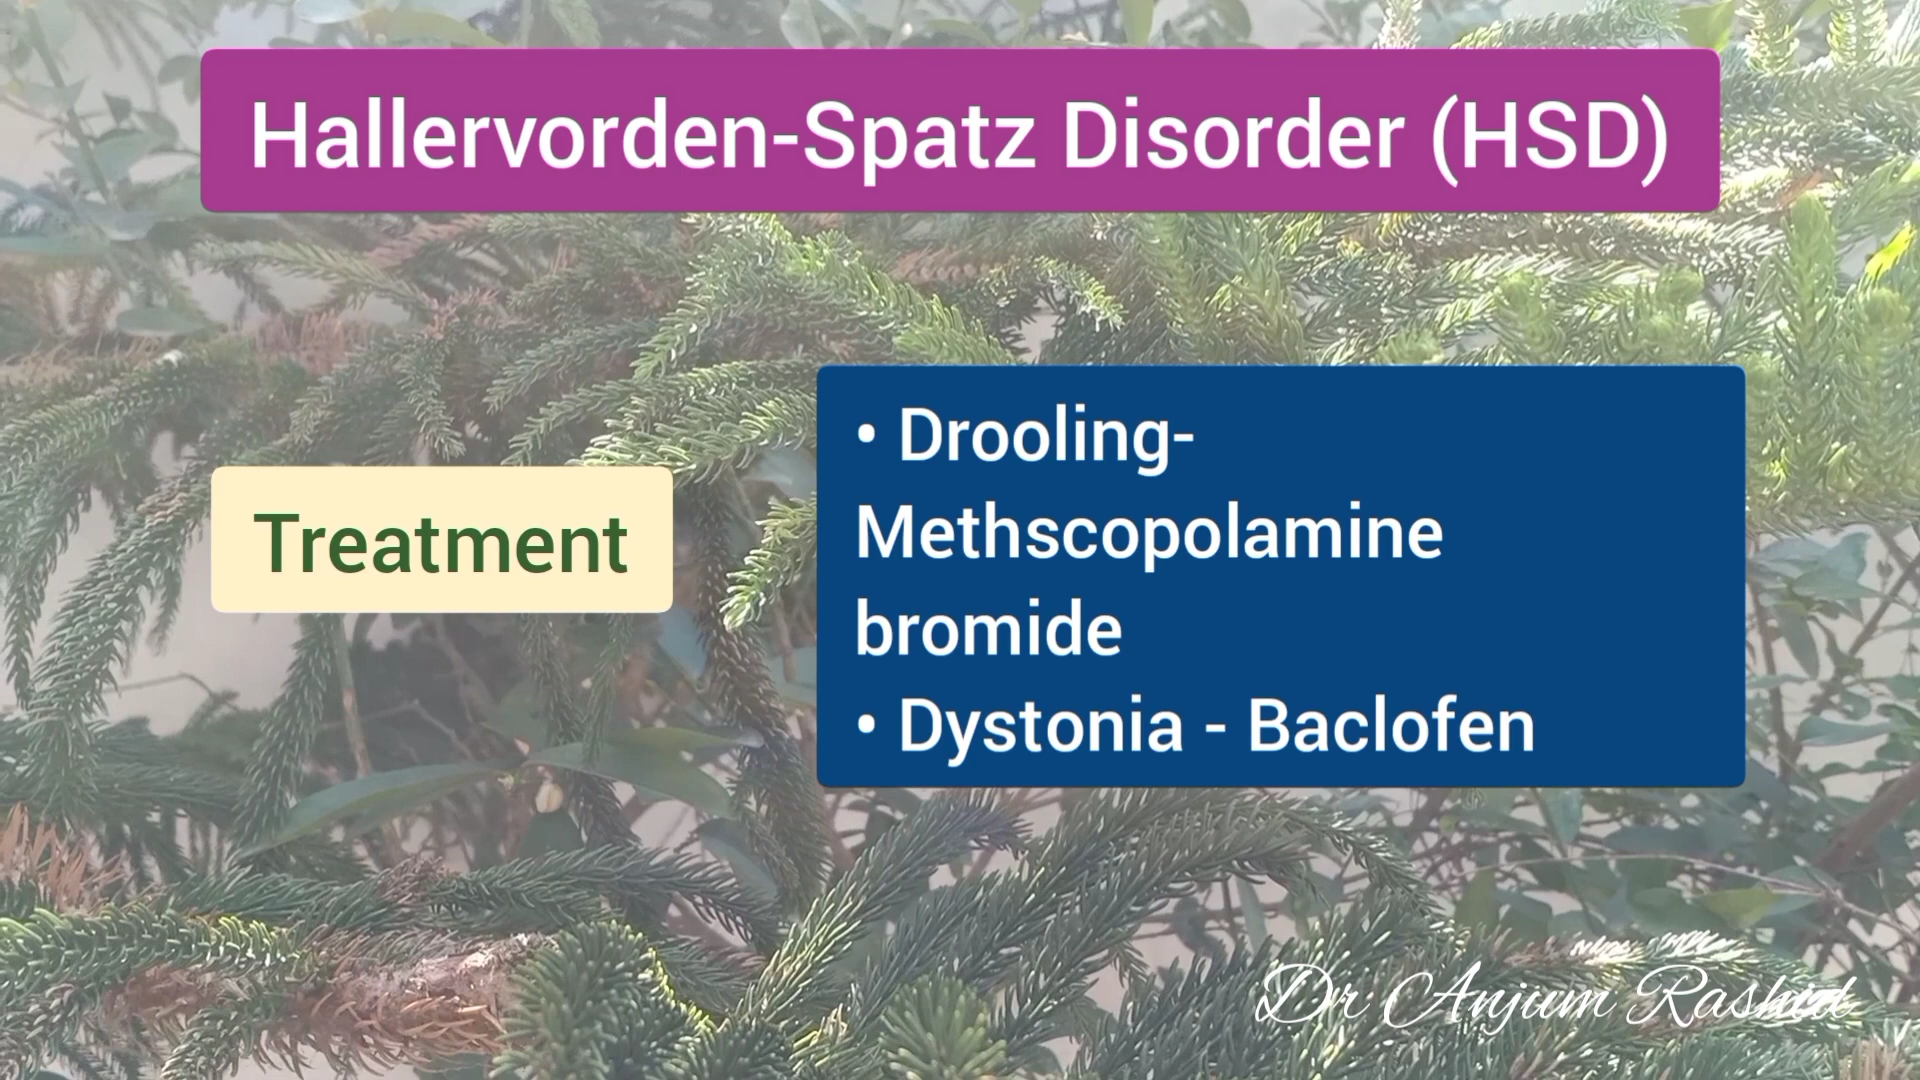 Hallervorden-Spatz Disorder (HSD)
Treatment
• Drooling-
Methscopolamine
bromide
• Dystonia - Baclofen
Dr Anjum Rashid